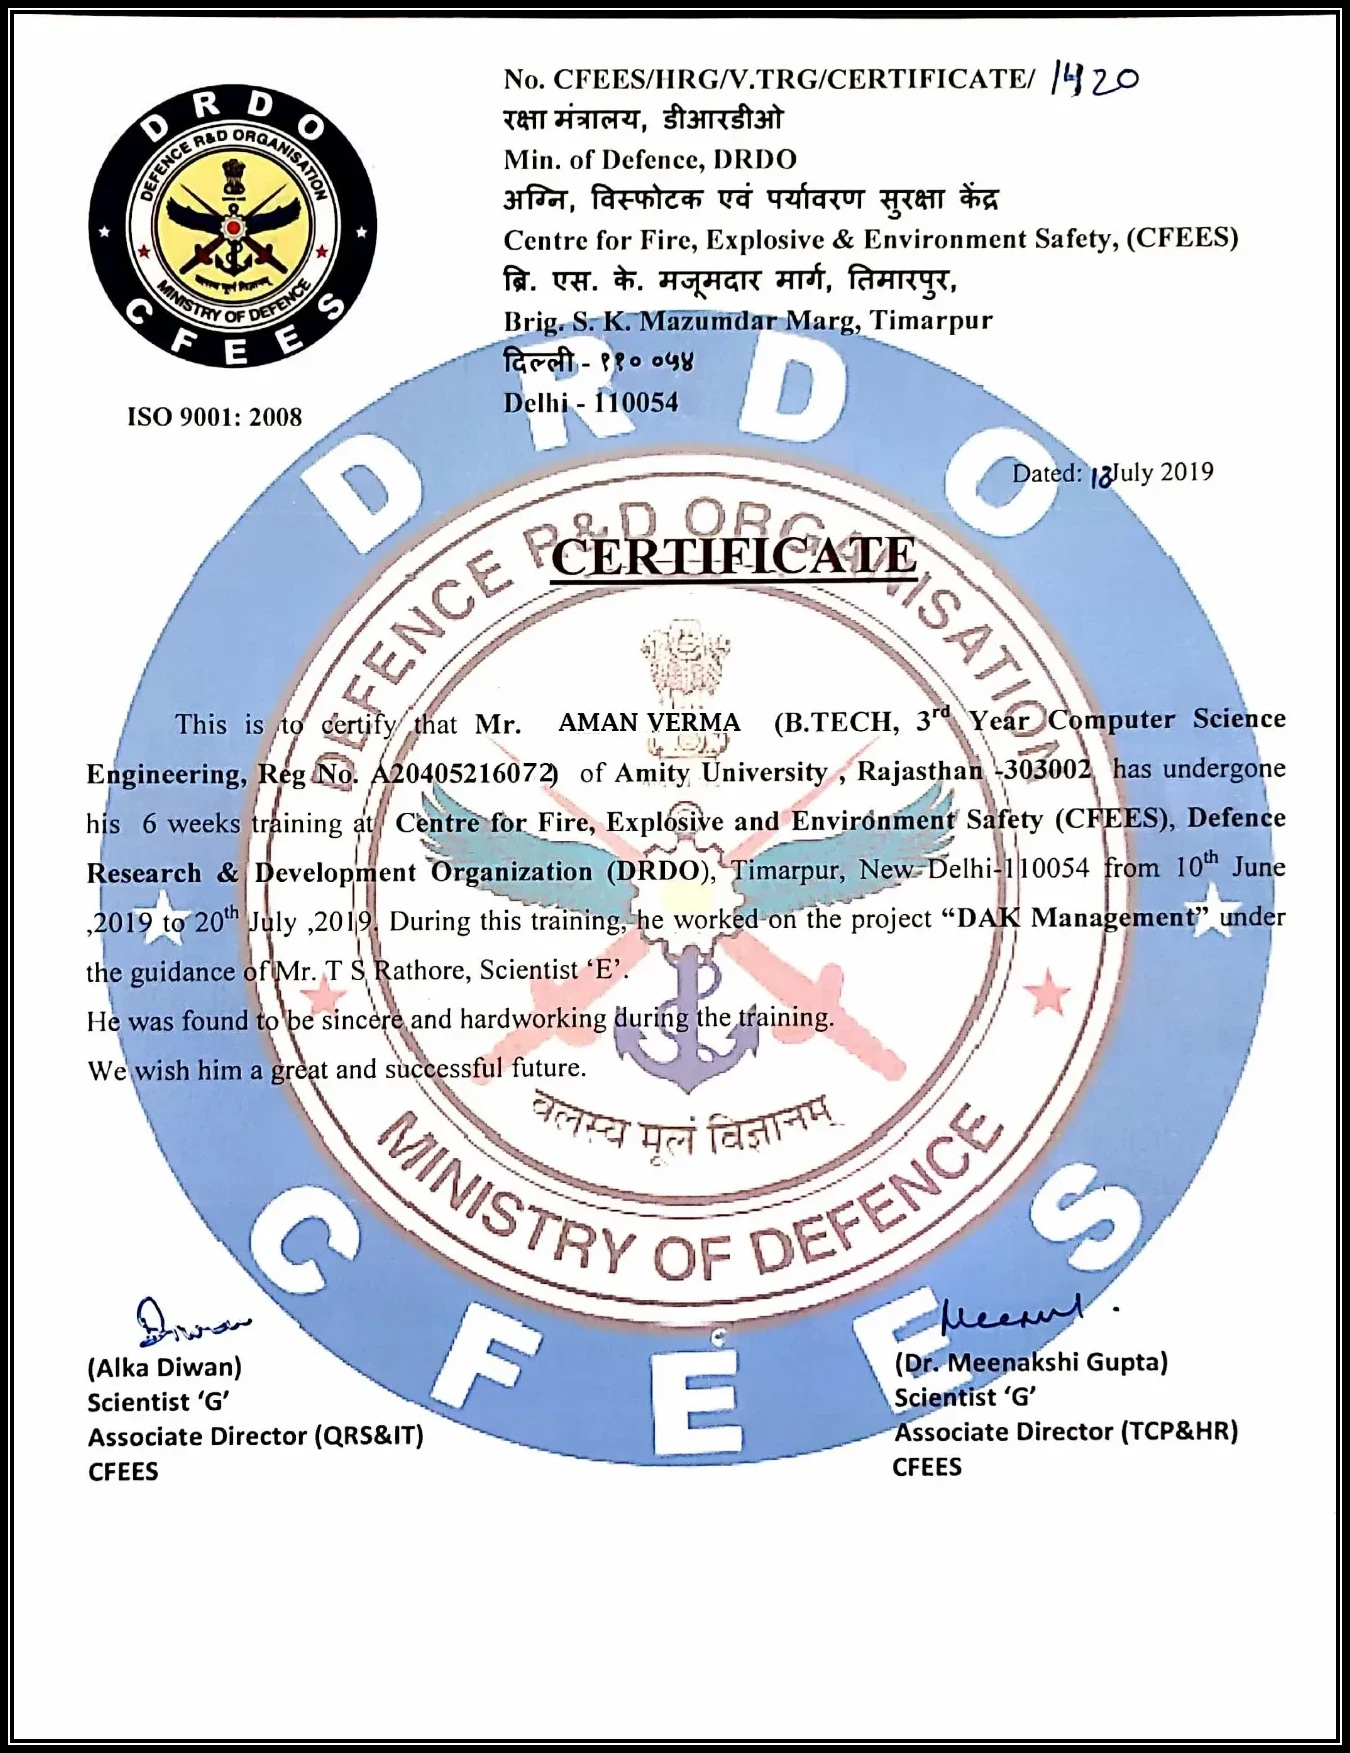 No. CFEES/HRG/V.TRG/CERTIFICATE/ 1420
रक्षा मंत्रालय, डीआरडीओ
Min. of Defence, DRDO
अग्नि, विस्फोटक एवं पर्यावरण सुरक्षा केंद्र
Centre for Fire, Explosive & Environment Safety, (CFEES)
ब्रि. एस. के. मजूमदार मार्ग, तिमारपुर,
Brig. S. K. Mazumdar Marg, Timarpur
दिल्ली - ११० ०५४
Delhi - 110054
DRDO
DEFENCE R&D ORGANISATION
MINISTRY OF DEFENCE
CFEES
ISO 9001: 2008
Dated: 18 July 2019
CERTIFICATE
This is to certify that Mr. AMAN VERMA (B.TECH, 3rd Year Computer Science
Engineering, Reg No. A20405216072) of Amity University , Rajasthan -303002 has undergone
his 6 weeks training at Centre for Fire, Explosive and Environment Safety (CFEES), Defence
Research & Development Organization (DRDO), Timarpur, New Delhi-110054 from 10th June
,2019 to 20th July ,2019. During this training, he worked on the project “DAK Management” under
the guidance of Mr. T S Rathore, Scientist ‘E’.
He was found to be sincere and hardworking during the training.
We wish him a great and successful future.
DRDO
DEFENCE R&D ORGANISATION
बलस्य मूलं विज्ञानम्
MINISTRY OF DEFENCE
CFEES
(Alka Diwan)
Scientist ‘G’
Associate Director (QRS&IT)
CFEES
(Dr. Meenakshi Gupta)
Scientist ‘G’
Associate Director (TCP&HR)
CFEES